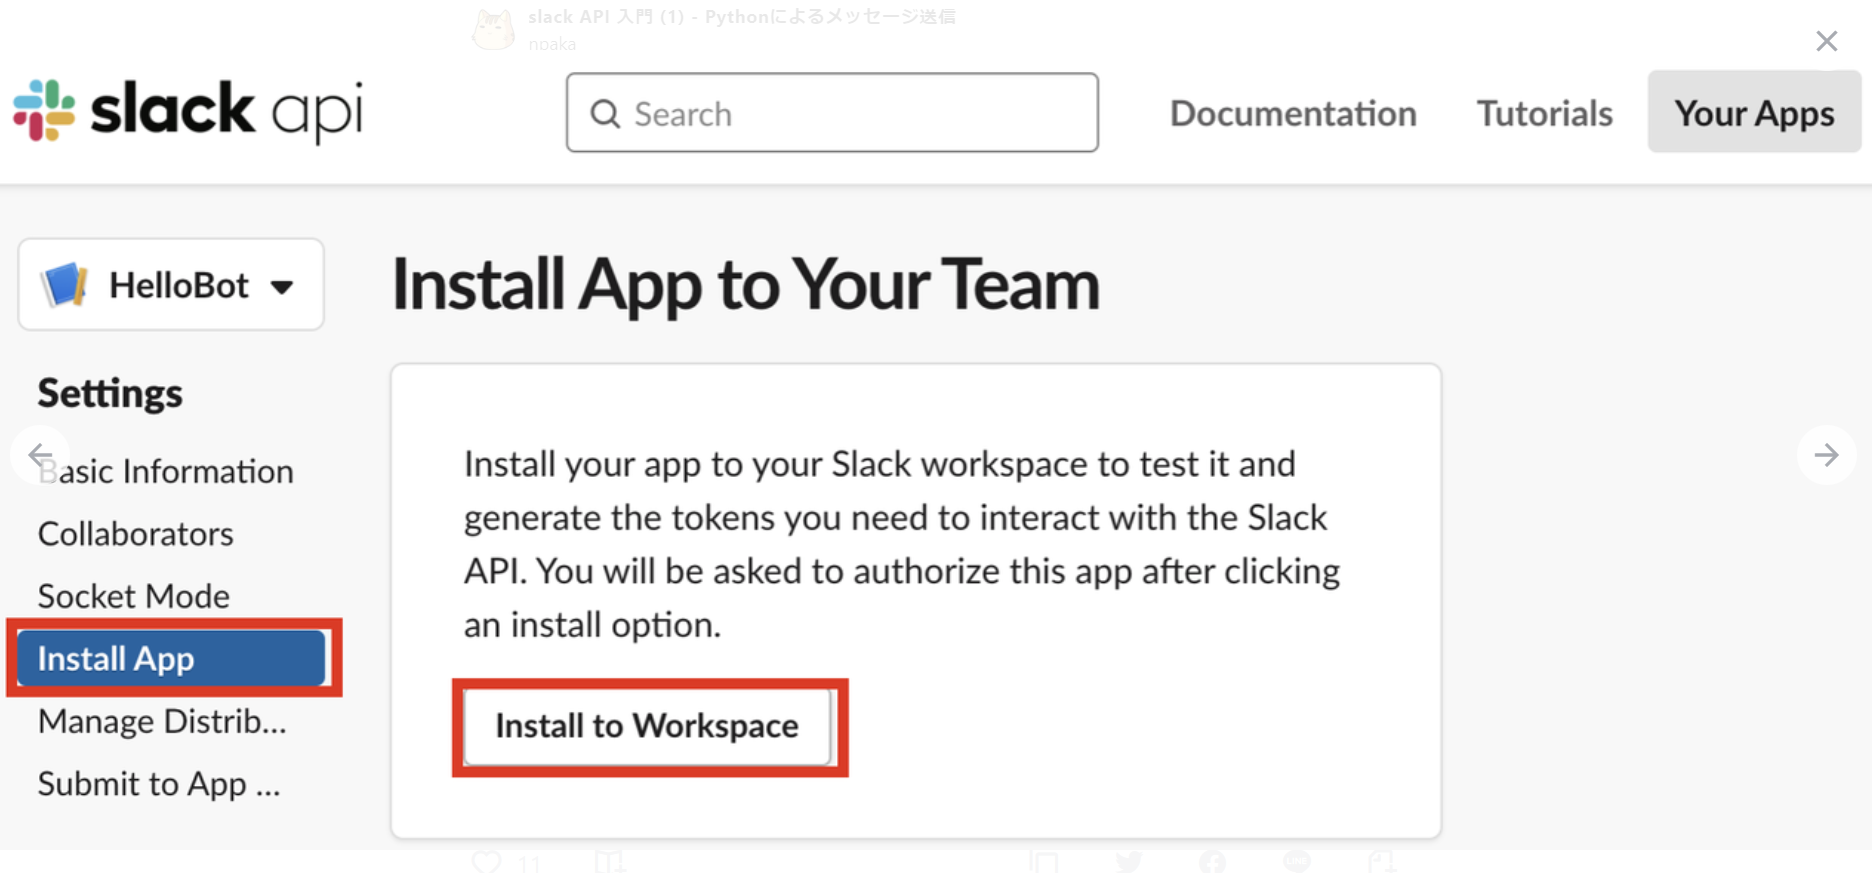 slack API 入門 (1) - Pythonによるメッセージ送信
npaka
slack api
Search
Documentation
Tutorials
Your Apps
HelloBot
Install App to Your Team
Settings
Basic Information
Collaborators
Socket Mode
Install App
Manage Distrib...
Submit to App ...
Install your app to your Slack workspace to test it and
generate the tokens you need to interact with the Slack
API. You will be asked to authorize this app after clicking
an install option.
Install to Workspace
11